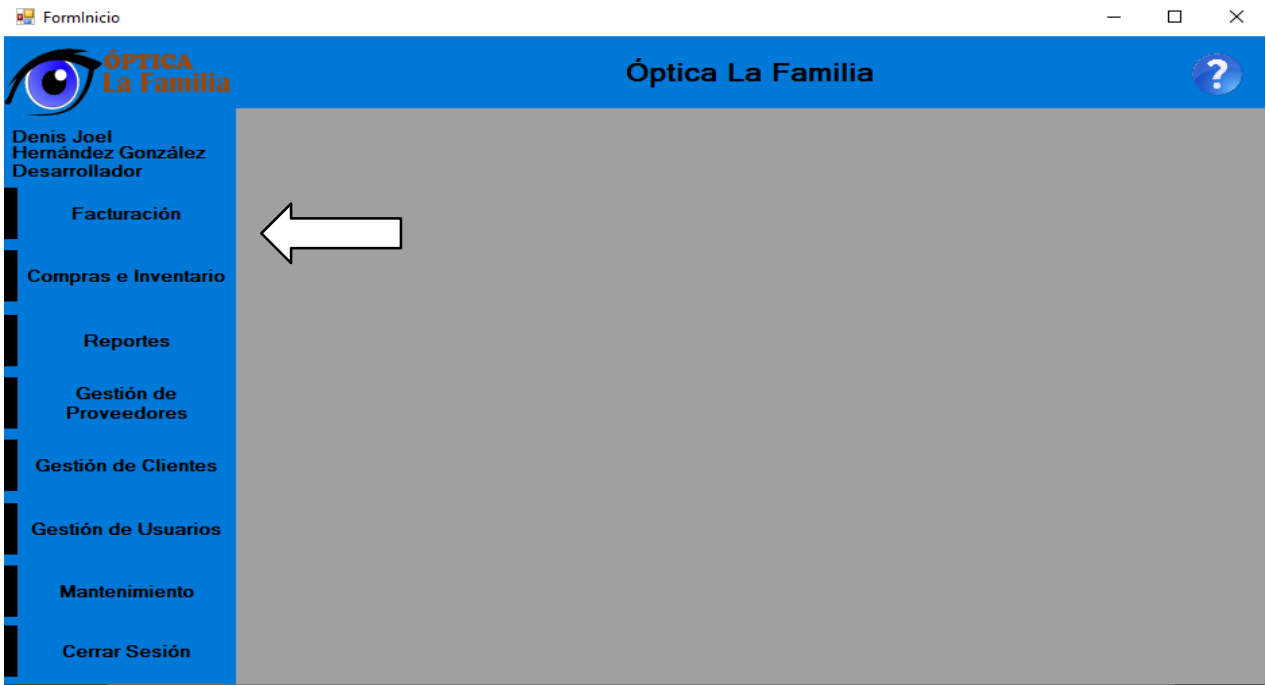 FormInicio
ÓPTICA
La Familia
Óptica La Familia
?
Denis Joel
Hernández González
Desarrollador
Facturación
Compras e Inventario
Reportes
Gestión de
Proveedores
Gestión de Clientes
Gestión de Usuarios
Mantenimiento
Cerrar Sesión